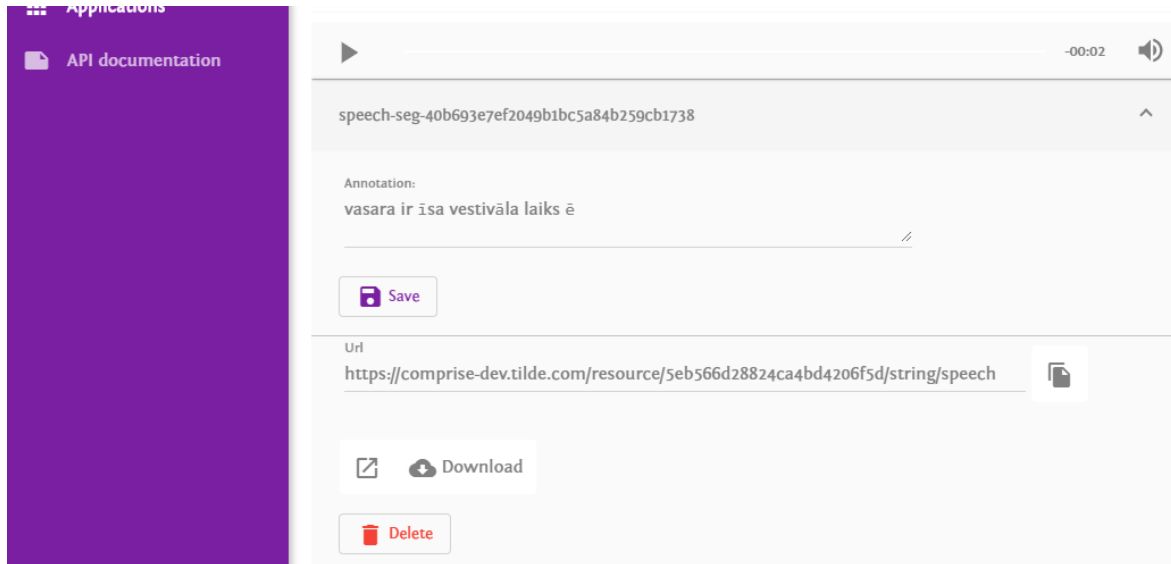 Applications
API documentation
-00:02
speech-seg-40b693e7ef2049b1bc5a84b259cb1738
Annotation:
vasara ir īsa vestivāla laiks ē
Save
Url
https://comprise-dev.tilde.com/resource/5eb566d28824ca4bd4206f5d/string/speech
Download
Delete